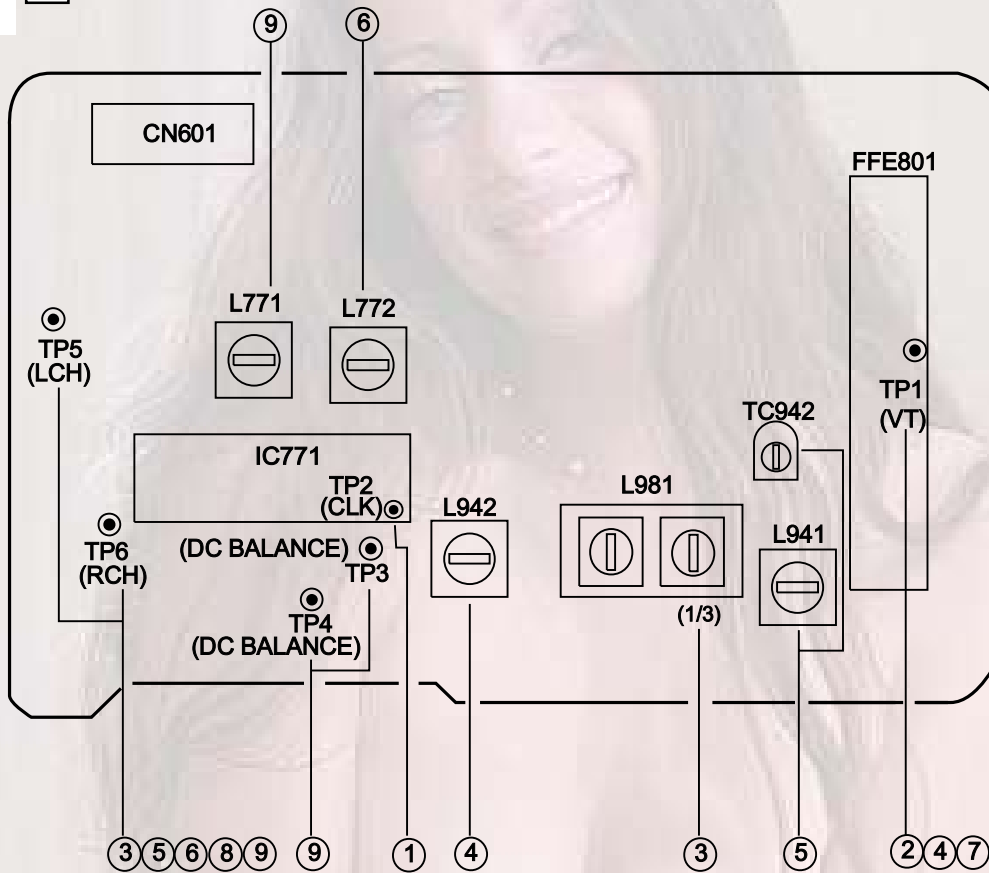 ⑨ ⑥
CN601
FFE801
L771
L772
TP5
(LCH)
TP1
(VT)
TC942
IC771
TP2
(CLK)
L942
L981
L941
TP6
(RCH)
(DC BALANCE)
TP3
TP4
(DC BALANCE)
(1/3)
③⑤⑥⑧⑨ ⑨ ① ④ ③ ⑤ ②④⑦